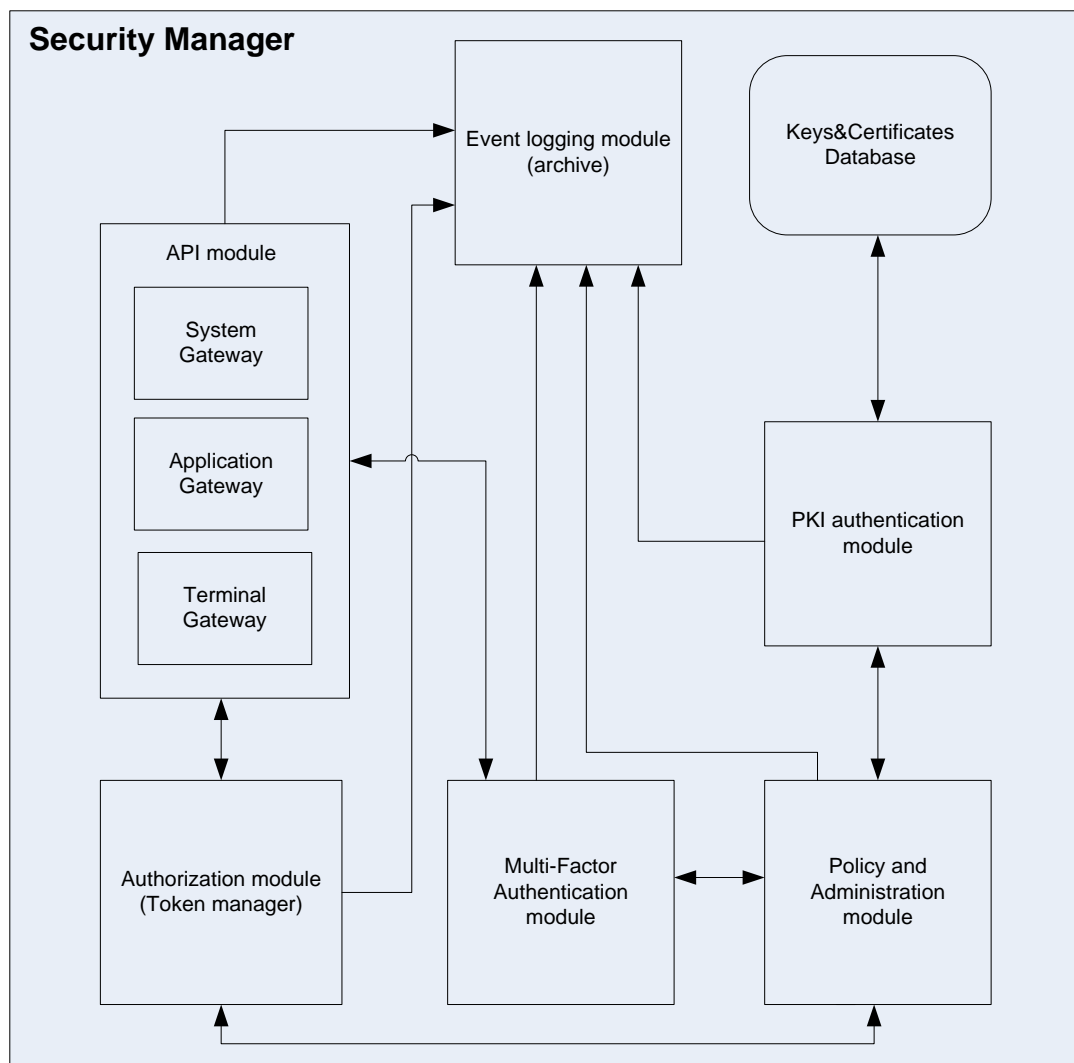 Security Manager
Event logging module
(archive)
Keys&Certificates
Database
API module
System
Gateway
Application
Gateway
Terminal
Gateway
PKI authentication
module
Authorization module
(Token manager)
Multi-Factor
Authentication
module
Policy and
Administration
module